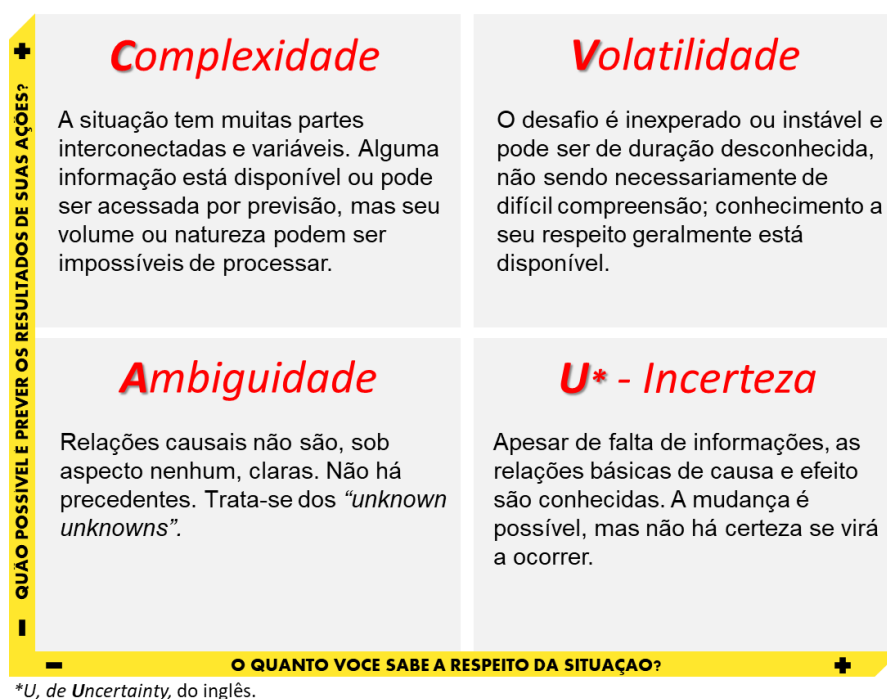 +
QUÃO POSSIVEL E PREVER OS RESULTADOS DE SUAS AÇÕES?
-
Complexidade
A situação tem muitas partes
interconectadas e variáveis. Alguma
informação está disponível ou pode
ser acessada por previsão, mas seu
volume ou natureza podem ser
impossíveis de processar.
Volatilidade
O desafio é inexperado ou instável e
pode ser de duração desconhecida,
não sendo necessariamente de
difícil compreensão; conhecimento a
seu respeito geralmente está
disponível.
Ambiguidade
Relações causais não são, sob
aspecto nenhum, claras. Não há
precedentes. Trata-se dos “unknown
unknowns”.
U* - Incerteza
Apesar de falta de informações, as
relações básicas de causa e efeito
são conhecidas. A mudança é
possível, mas não há certeza se virá
a ocorrer.
- O QUANTO VOCE SABE A RESPEITO DA SITUAÇAO? +
*U, de Uncertainty, do inglês.